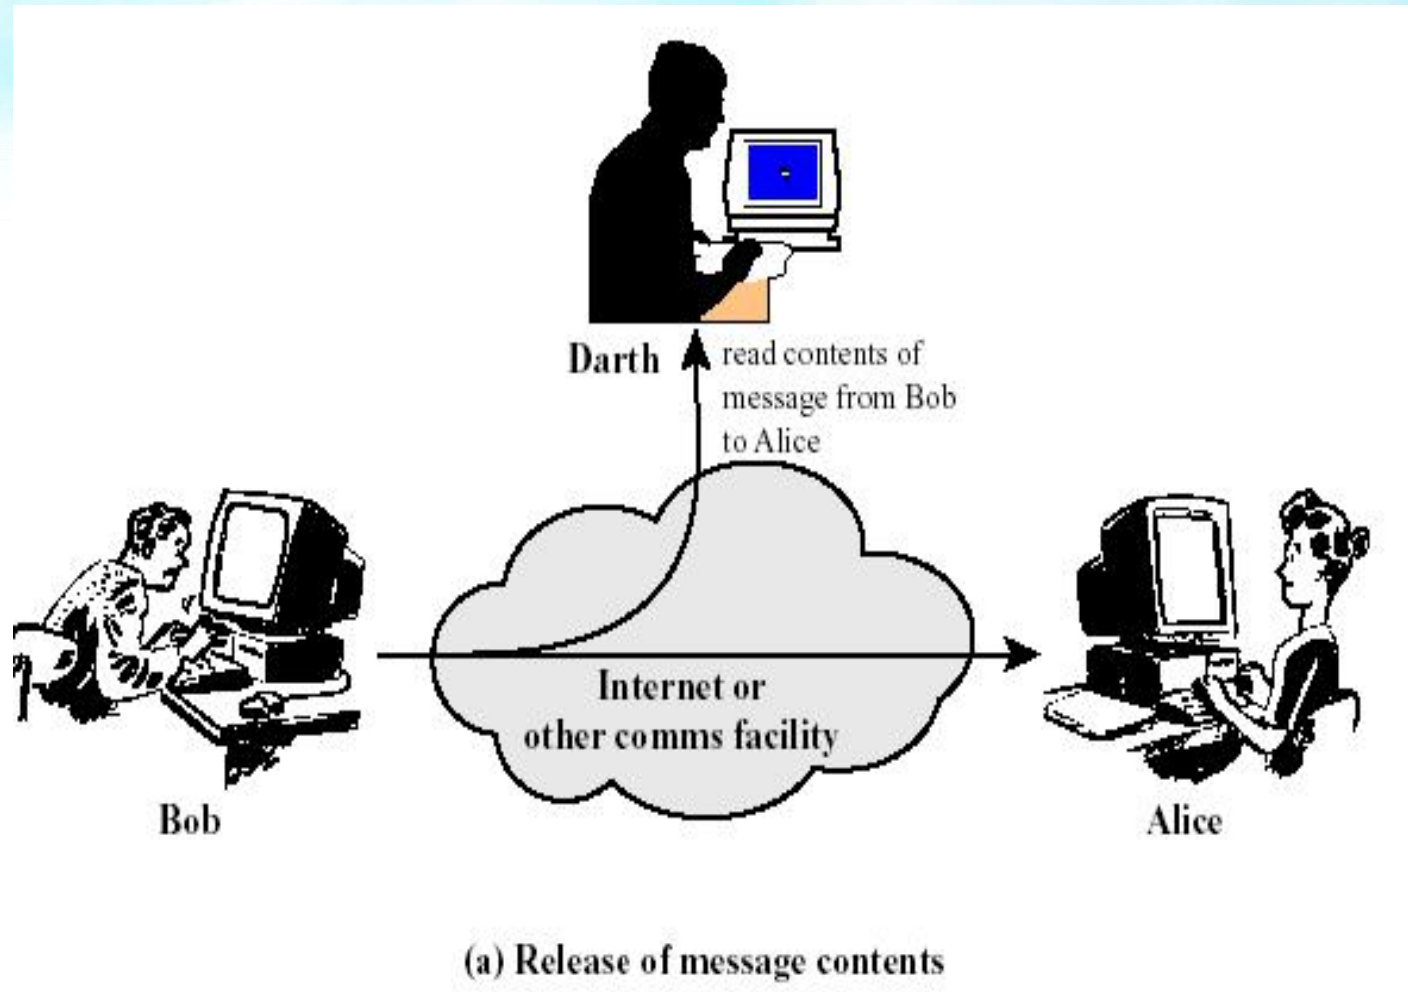 Darth
read contents of
message from Bob
to Alice
Internet or
other comms facility
Bob
Alice
(a) Release of message contents